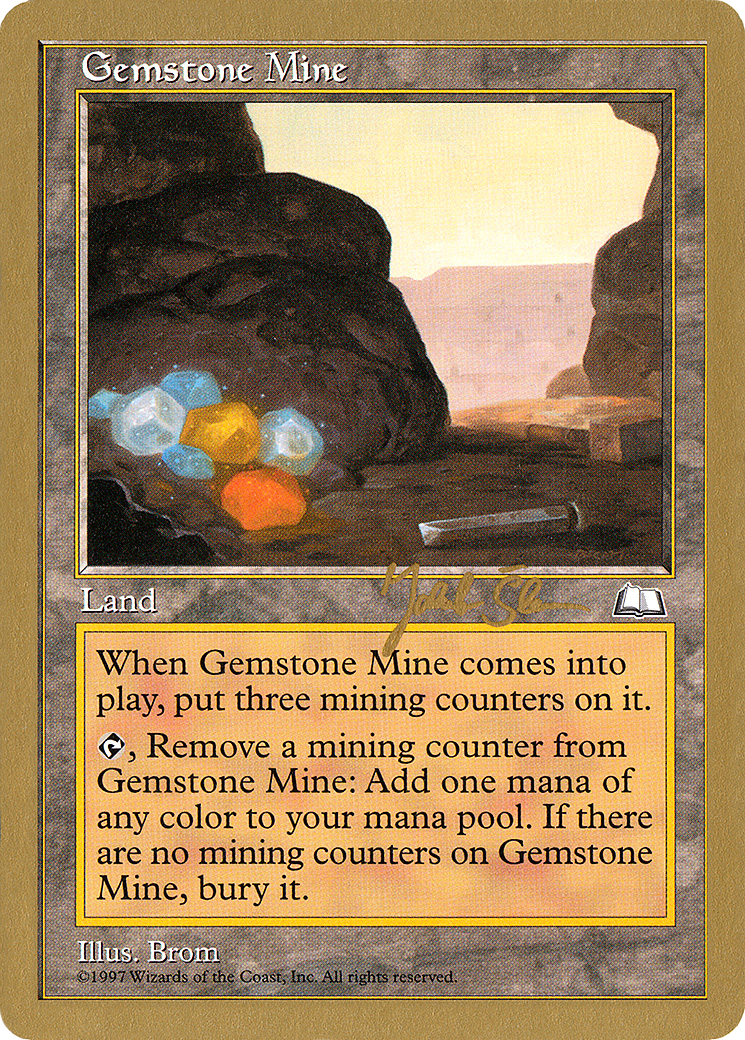 Gemstone Mine
Land
When Gemstone Mine comes into
play, put three mining counters on it.
, Remove a mining counter from
Gemstone Mine: Add one mana of
any color to your mana pool. If there
are no mining counters on Gemstone
Mine, bury it.
Illus. Brom
©1997 Wizards of the Coast, Inc. All rights reserved.